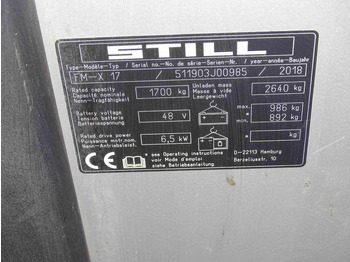 STILL
Type-Modèle-Typ / Serial no.-No. de série-Serien-Nr. / year-année-Baujahr
FM-X 17 / 511903J00985 / 2018
Rated capacity
Capacité nominale
Nenn-Tragfähigkeit
1700 kg
Unladen mass
Masse à vide
Leergewicht
2640 kg
Battery voltage
Tension batterie
Batteriespannung
48 V
max 986 kg
min 892 kg
Rated drive power
Puissance motr.nom.
Nenn-Antriebsleist.
6,5 kW
kg
CE
see Operating instructions
voir Mode d'emploi
siehe Betriebsanleitung
D-22113 Hamburg
Berzeliusstr. 10